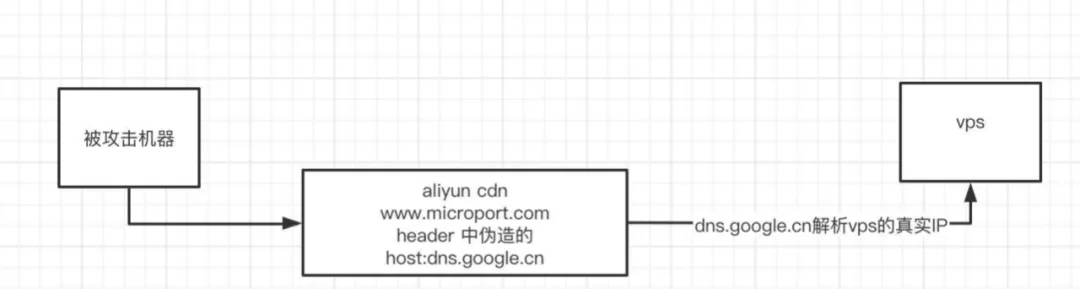 被攻击机器
vps
aliyun cdn
www.microport.com
header 中伪造的
host:dns.google.cn
dns.google.cn解析vps的真实IP